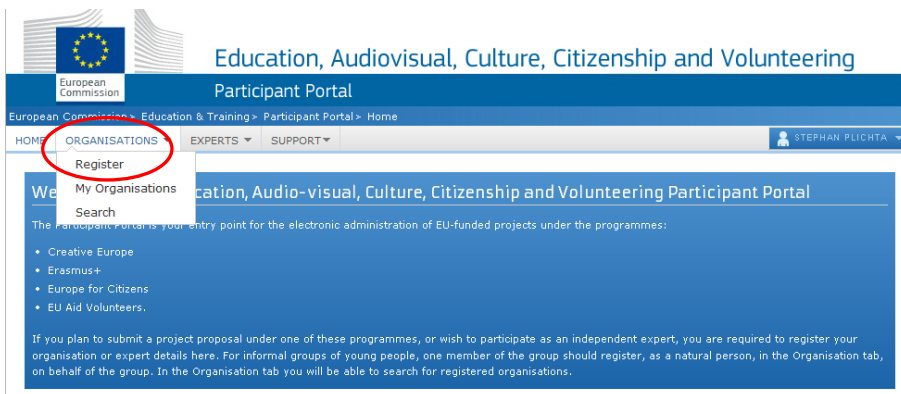 European
Commission
Education, Audiovisual, Culture, Citizenship and Volunteering
Participant Portal
European Commission > Education & Training > Participant Portal > Home
HOME ORGANISATIONS EXPERTS SUPPORT STEPHAN PLICHTA
Register
My Organisations
Search
We cation, Audio-visual, Culture, Citizenship and Volunteering Participant Portal
The Participant Portal is your entry point for the electronic administration of EU-funded projects under the programmes:
• Creative Europe
• Erasmus+
• Europe for Citizens
• EU Aid Volunteers.
If you plan to submit a project proposal under one of these programmes, or wish to participate as an independent expert, you are required to register your
organisation or expert details here. For informal groups of young people, one member of the group should register, as a natural person, in the Organisation tab,
on behalf of the group. In the Organisation tab you will be able to search for registered organisations.